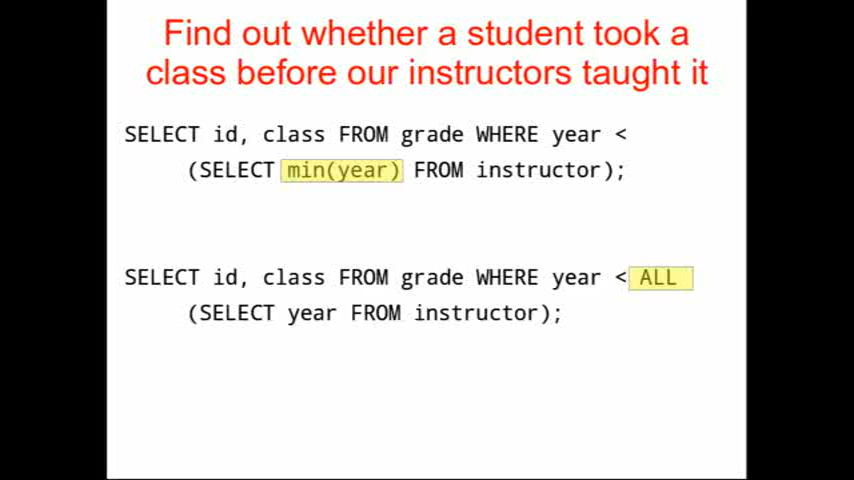 Find out whether a student took a
class before our instructors taught it
SELECT id, class FROM grade WHERE year <
(SELECT min(year) FROM instructor);
SELECT id, class FROM grade WHERE year < ALL
(SELECT year FROM instructor);